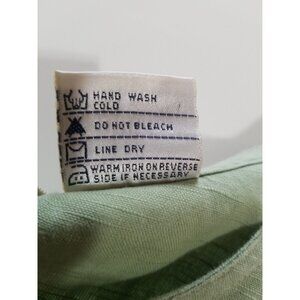 HAND WASH
COLD
DO NOT BLEACH
LINE DRY
WARM IRON ON REVERSE
SIDE IF NECESSARY